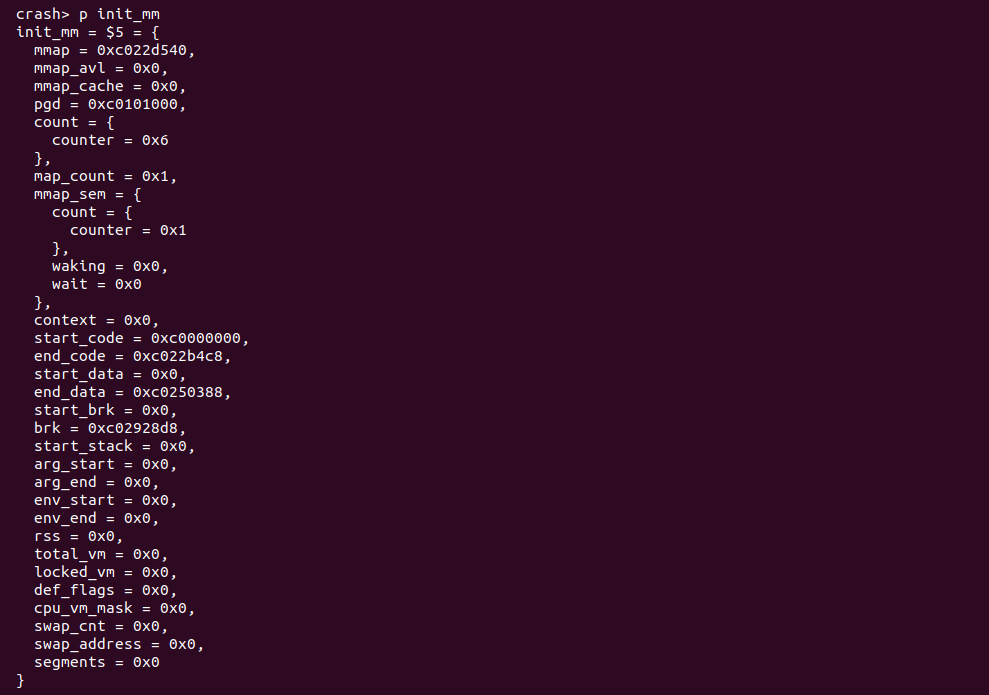 crash> p init_mm
init_mm = $5 = {
  mmap = 0xc022d540,
  mmap_avl = 0x0,
  mmap_cache = 0x0,
  pgd = 0xc0101000,
  count = {
    counter = 0x6
  },
  map_count = 0x1,
  mmap_sem = {
    count = {
      counter = 0x1
    },
    waking = 0x0,
    wait = 0x0
  },
  context = 0x0,
  start_code = 0xc0000000,
  end_code = 0xc022b4c8,
  start_data = 0x0,
  end_data = 0xc0250388,
  start_brk = 0x0,
  brk = 0xc02928d8,
  start_stack = 0x0,
  arg_start = 0x0,
  arg_end = 0x0,
  env_start = 0x0,
  env_end = 0x0,
  rss = 0x0,
  total_vm = 0x0,
  locked_vm = 0x0,
  def_flags = 0x0,
  cpu_vm_mask = 0x0,
  swap_cnt = 0x0,
  swap_address = 0x0,
  segments = 0x0
}